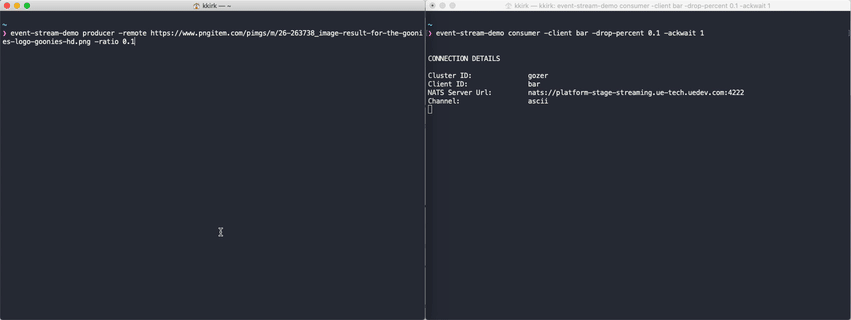 kkirk — ~
~
❯ event-stream-demo producer -remote https://www.pngitem.com/pimgs/m/26-263738_image-result-for-the-gooni
es-logo-goonies-hd.png -ratio 0.1
kkirk — kkirk: event-stream-demo consumer -client bar -drop-percent 0.1 -ackwait 1
~
❯ event-stream-demo consumer -client bar -drop-percent 0.1 -ackwait 1
CONNECTION DETAILS
Cluster ID: gozer
Client ID: bar
NATS Server Url: nats://platform-stage-streaming.ue-tech.uedev.com:4222
Channel: ascii